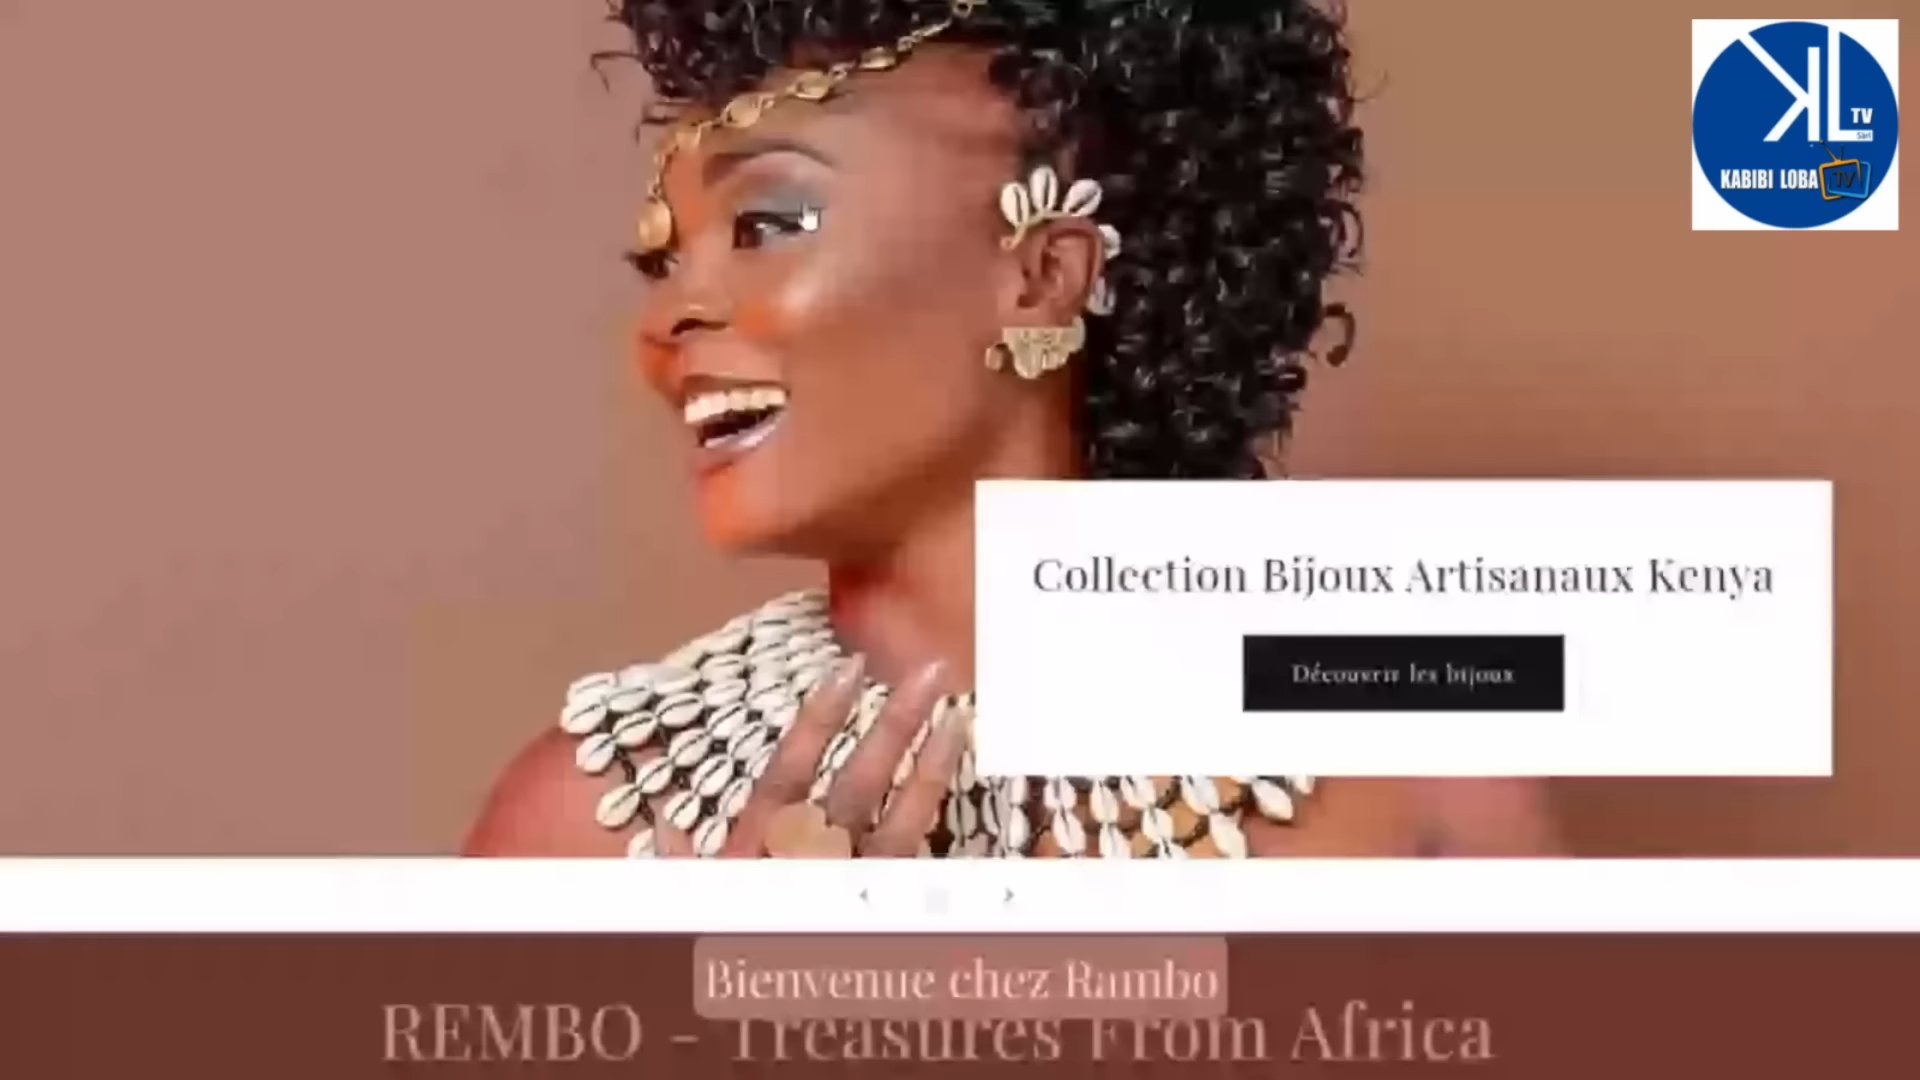 KL TV
Sarl
KABIBI LOBA TV
Collection Bijoux Artisanaux Kenya
Découvrir les bijoux
Bienvenue chez Rambo
REMBO - Treasures From Africa